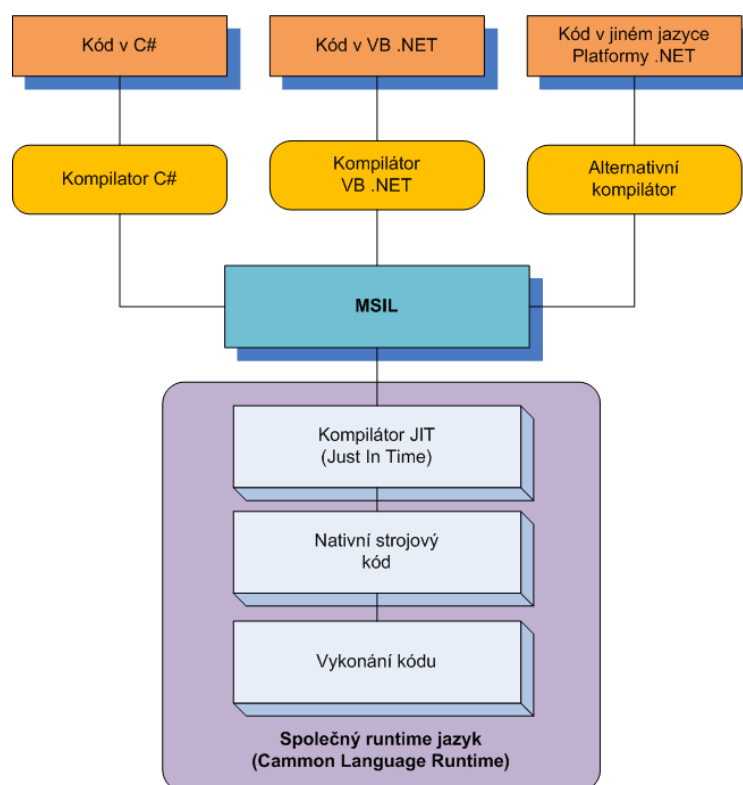 Kód v C#
Kód v VB .NET
Kód v jiném jazyce
Platformy .NET
Kompilator C#
Kompilátor
VB .NET
Alternativní
kompilátor
MSIL
Kompilátor JIT
(Just In Time)
Nativní strojový
kód
Vykonání kódu
Společný runtime jazyk
(Cammon Language Runtime)